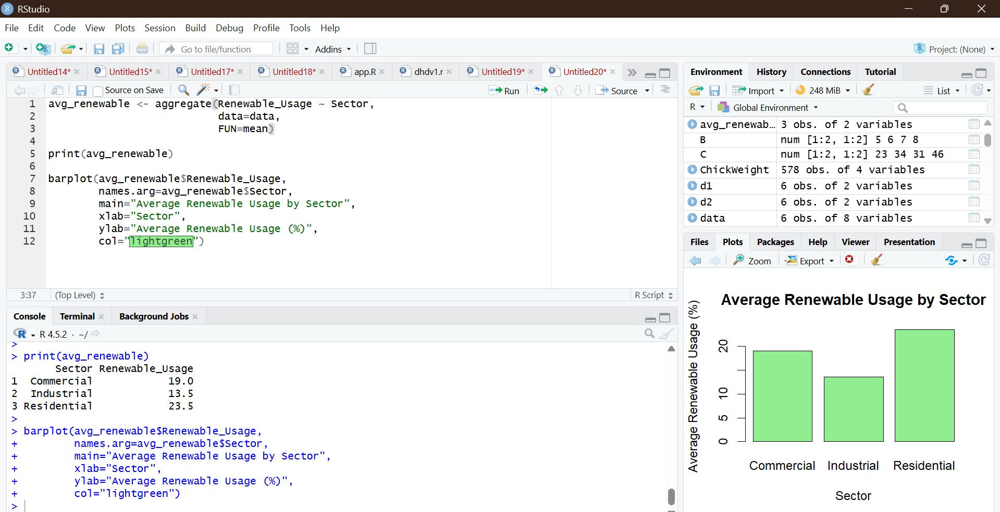 RStudio
File Edit Code View Plots Session Build Debug Profile Tools Help
Go to file/function Addins Project: (None)
Untitled14* Untitled15* Untitled17* Untitled18* app.R dhdv1.r Untitled19* Untitled20*
Source on Save Run Source
1 avg_renewable <- aggregate(Renewable_Usage ~ Sector,
2 data=data,
3 FUN=mean)
4
5 print(avg_renewable)
6
7 barplot(avg_renewable$Renewable_Usage,
8 names.arg=avg_renewable$Sector,
9 main="Average Renewable Usage by Sector",
10 xlab="Sector",
11 ylab="Average Renewable Usage (%)",
12 col="lightgreen")
3:37 (Top Level) R Script
Console Terminal Background Jobs
R 4.5.2 · ~/
>
> print(avg_renewable)
Sector Renewable_Usage
1 Commercial 19.0
2 Industrial 13.5
3 Residential 23.5
>
> barplot(avg_renewable$Renewable_Usage,
+ names.arg=avg_renewable$Sector,
+ main="Average Renewable Usage by Sector",
+ xlab="Sector",
+ ylab="Average Renewable Usage (%)",
+ col="lightgreen")
>
Environment History Connections Tutorial
Import 248 MiB List
R Global Environment
avg_renewab… 3 obs. of 2 variables
B num [1:2, 1:2] 5 6 7 8
C num [1:2, 1:2] 23 34 31 46
ChickWeight 578 obs. of 4 variables
d1 6 obs. of 2 variables
d2 6 obs. of 2 variables
data 6 obs. of 8 variables
Files Plots Packages Help Viewer Presentation
Zoom Export
Average Renewable Usage by Sector
Average Renewable Usage (%)
20
10
5
0
Commercial Industrial Residential
Sector